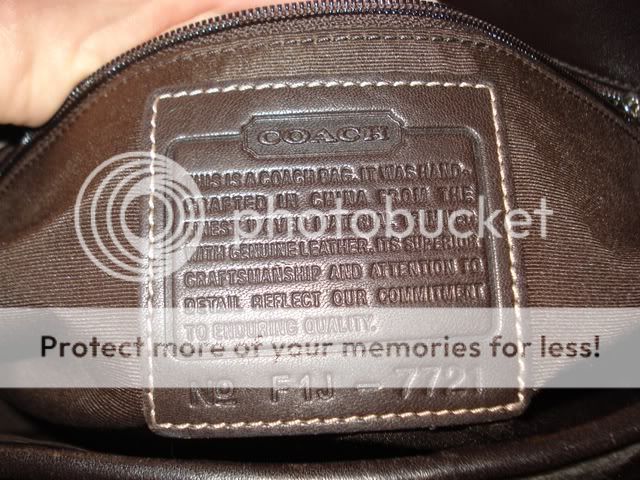 COACH
THIS IS A COACH BAG. IT WAS HAND-
CRAFTED IN CHINA FROM THE
photobucket
WITH GENUINE LEATHER. ITS SUPERIOR
CRAFTSMANSHIP AND ATTENTION TO
DETAIL REFLECT OUR COMMITMENT
TO ENDURING QUALITY.
Protect more of your memories for less!
No F1J - 7721